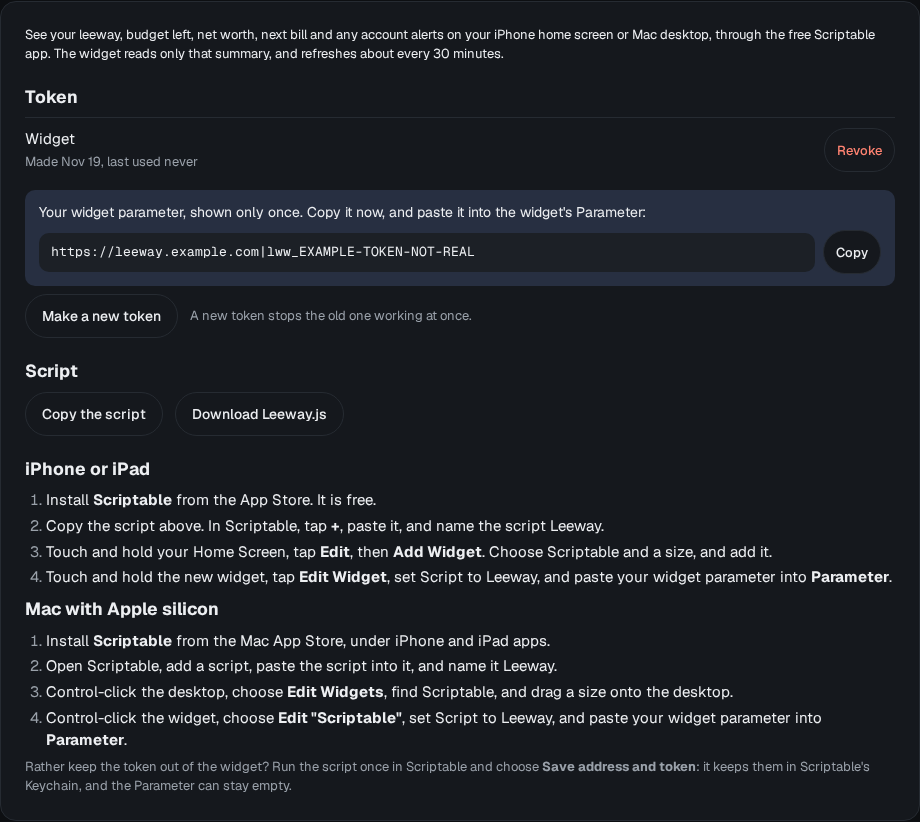 See your leeway, budget left, net worth, next bill and any account alerts on your iPhone home screen or Mac desktop, through the free Scriptable
app. The widget reads only that summary, and refreshes about every 30 minutes.
Token
Widget
Made Nov 19, last used never
Revoke
Your widget parameter, shown only once. Copy it now, and paste it into the widget's Parameter:
https://leeway.example.com|lww_EXAMPLE-TOKEN-NOT-REAL
Copy
Make a new token
A new token stops the old one working at once.
Script
Copy the script
Download Leeway.js
iPhone or iPad
1. Install Scriptable from the App Store. It is free.
2. Copy the script above. In Scriptable, tap +, paste it, and name the script Leeway.
3. Touch and hold your Home Screen, tap Edit, then Add Widget. Choose Scriptable and a size, and add it.
4. Touch and hold the new widget, tap Edit Widget, set Script to Leeway, and paste your widget parameter into Parameter.
Mac with Apple silicon
1. Install Scriptable from the Mac App Store, under iPhone and iPad apps.
2. Open Scriptable, add a script, paste the script into it, and name it Leeway.
3. Control-click the desktop, choose Edit Widgets, find Scriptable, and drag a size onto the desktop.
4. Control-click the widget, choose Edit "Scriptable", set Script to Leeway, and paste your widget parameter into
Parameter.
Rather keep the token out of the widget? Run the script once in Scriptable and choose Save address and token: it keeps them in Scriptable's
Keychain, and the Parameter can stay empty.